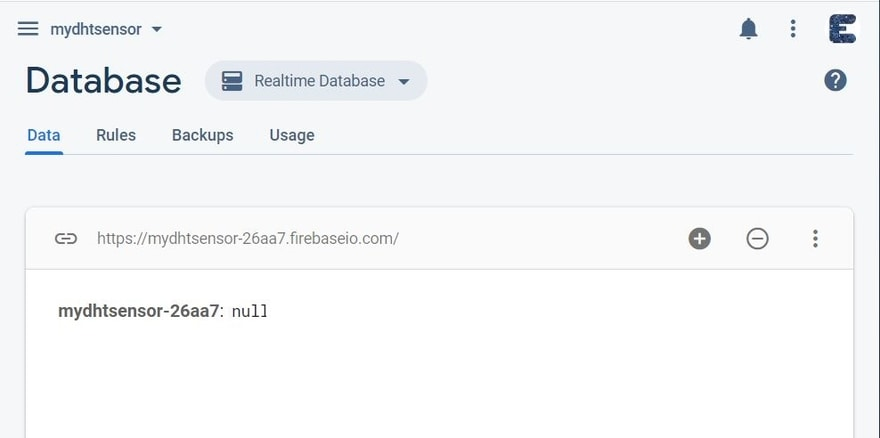 mydhtsensor
E
Database
Realtime Database
?
Data Rules Backups Usage
https://mydhtsensor-26aa7.firebaseio.com/
mydhtsensor-26aa7: null